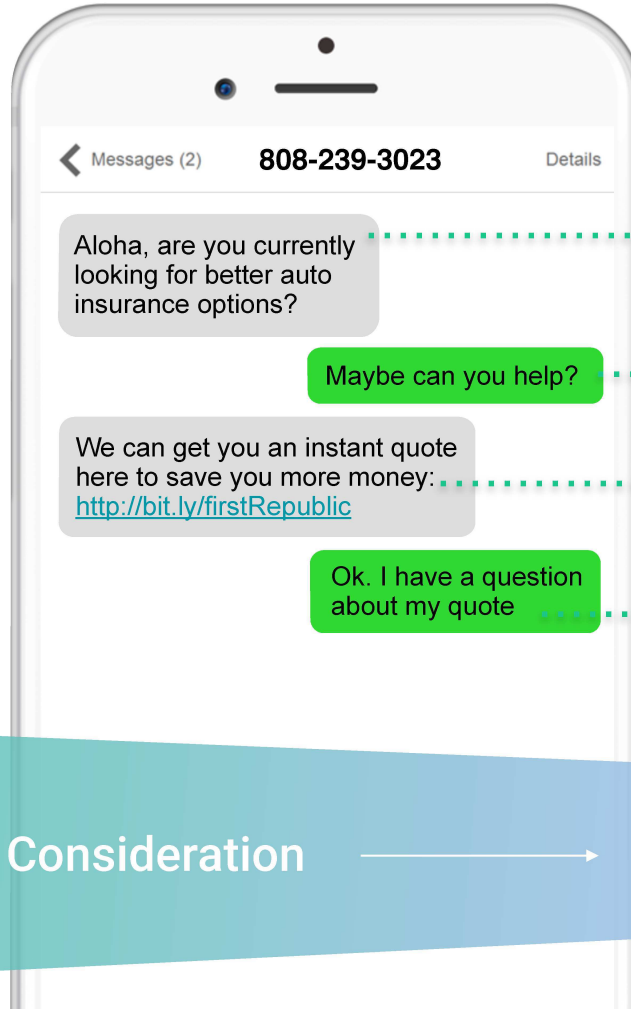 Messages (2) 808-239-3023 Details
Aloha, are you currently
looking for better auto
insurance options?
Maybe can you help?
We can get you an instant quote
here to save you more money:
http://bit.ly/firstRepublic
Ok. I have a question
about my quote
Consideration